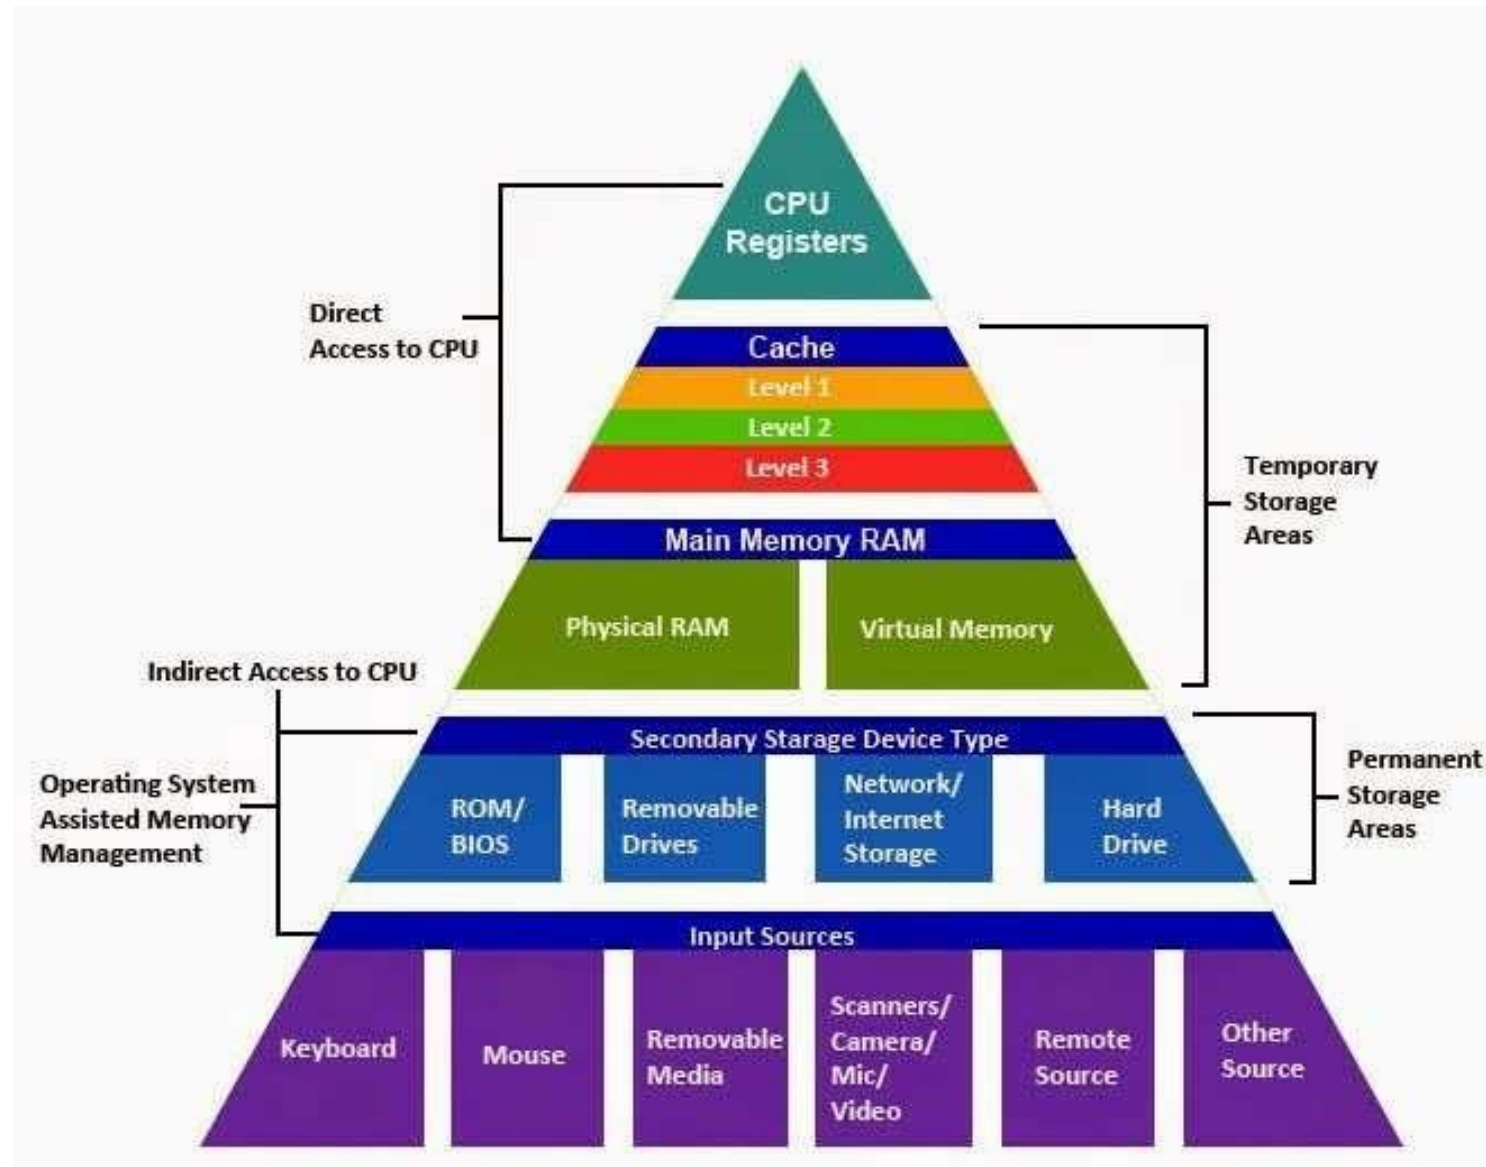 CPU
Registers
Direct
Access to CPU
Cache
Level 1
Level 2
Level 3
Temporary
Storage
Areas
Main Memory RAM
Physical RAM
Virtual Memory
Indirect Access to CPU
Secondary Starage Device Type
Operating System
Assisted Memory
Management
ROM/
BIOS
Removable
Drives
Network/
Internet
Storage
Hard
Drive
Permanent
Storage
Areas
Input Sources
Keyboard
Mouse
Removable
Media
Scanners/
Camera/
Mic/
Video
Remote
Source
Other
Source